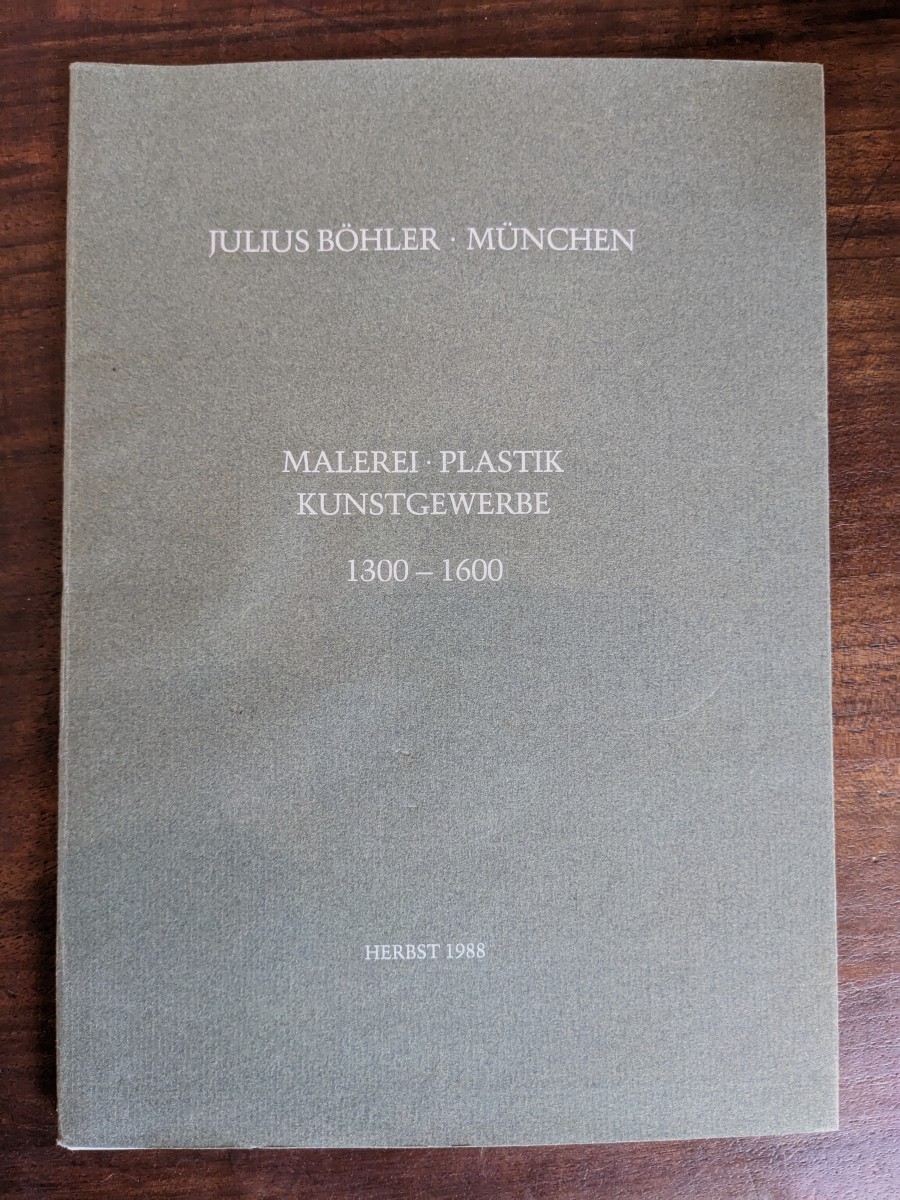 JULIUS BÖHLER · MÜNCHEN
MALEREI · PLASTIK
KUNSTGEWERBE
1300 – 1600
HERBST 1988